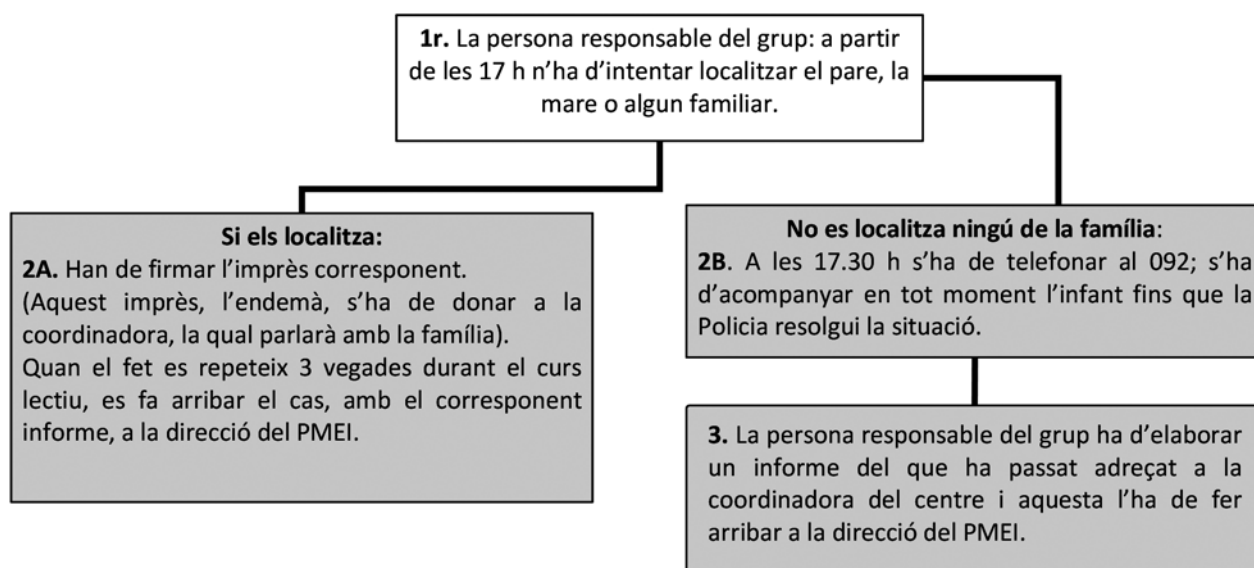 1r. La persona responsable del grup: a partir
de les 17 h n’ha d’intentar localitzar el pare, la
mare o algun familiar.
Si els localitza:
2A. Han de firmar l’imprès corresponent.
(Aquest imprès, l’endemà, s’ha de donar a la
coordinadora, la qual parlarà amb la família).
Quan el fet es repeteix 3 vegades durant el curs
lectiu, es fa arribar el cas, amb el corresponent
informe, a la direcció del PMEI.
No es localitza ningú de la família:
2B. A les 17.30 h s’ha de telefonar al 092; s’ha
d’acompanyar en tot moment l’infant fins que la
Policia resolgui la situació.
3. La persona responsable del grup ha d’elaborar
un informe del que ha passat adreçat a la
coordinadora del centre i aquesta l’ha de fer
arribar a la direcció del PMEI.